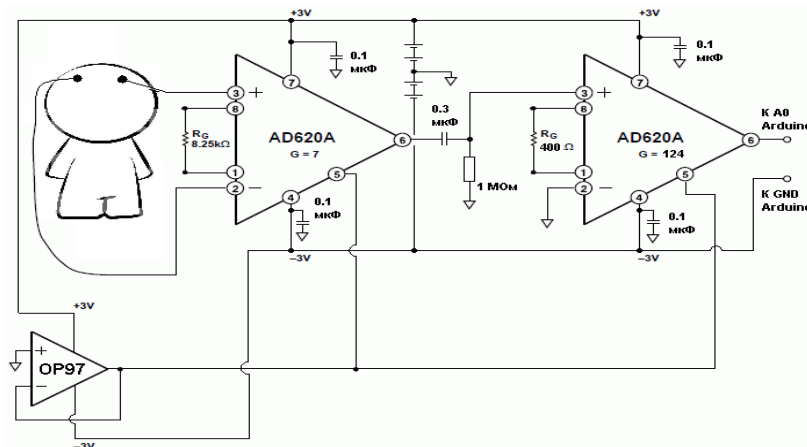 +3V
+3V
0.1
мкФ
0.1
мкФ
7
7
3
+
8
RG
8.25kΩ
AD620A
G = 7
1
2
−
4
5
6
0.1
мкФ
−3V
0.3
мкФ
1 МОм
3
+
8
RG
400 Ω
AD620A
G = 124
1
2
−
4
5
6
0.1
мкФ
−3V
К А0
Arduino
К GND
Arduino
+3V
+
OP97
−
−3V